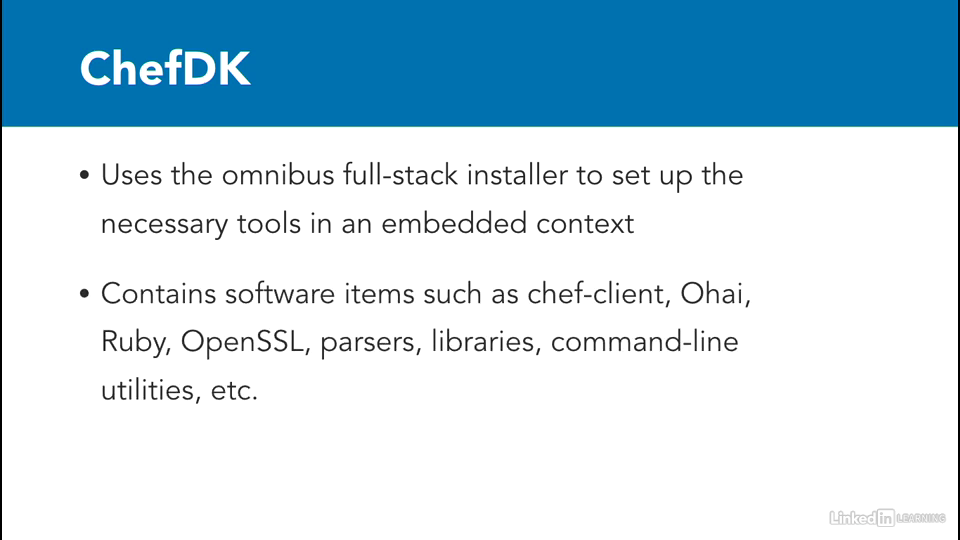 ChefDK
• Uses the omnibus full-stack installer to set up the
necessary tools in an embedded context
• Contains software items such as chef-client, Ohai,
Ruby, OpenSSL, parsers, libraries, command-line
utilities, etc.
Linked in LEARNING